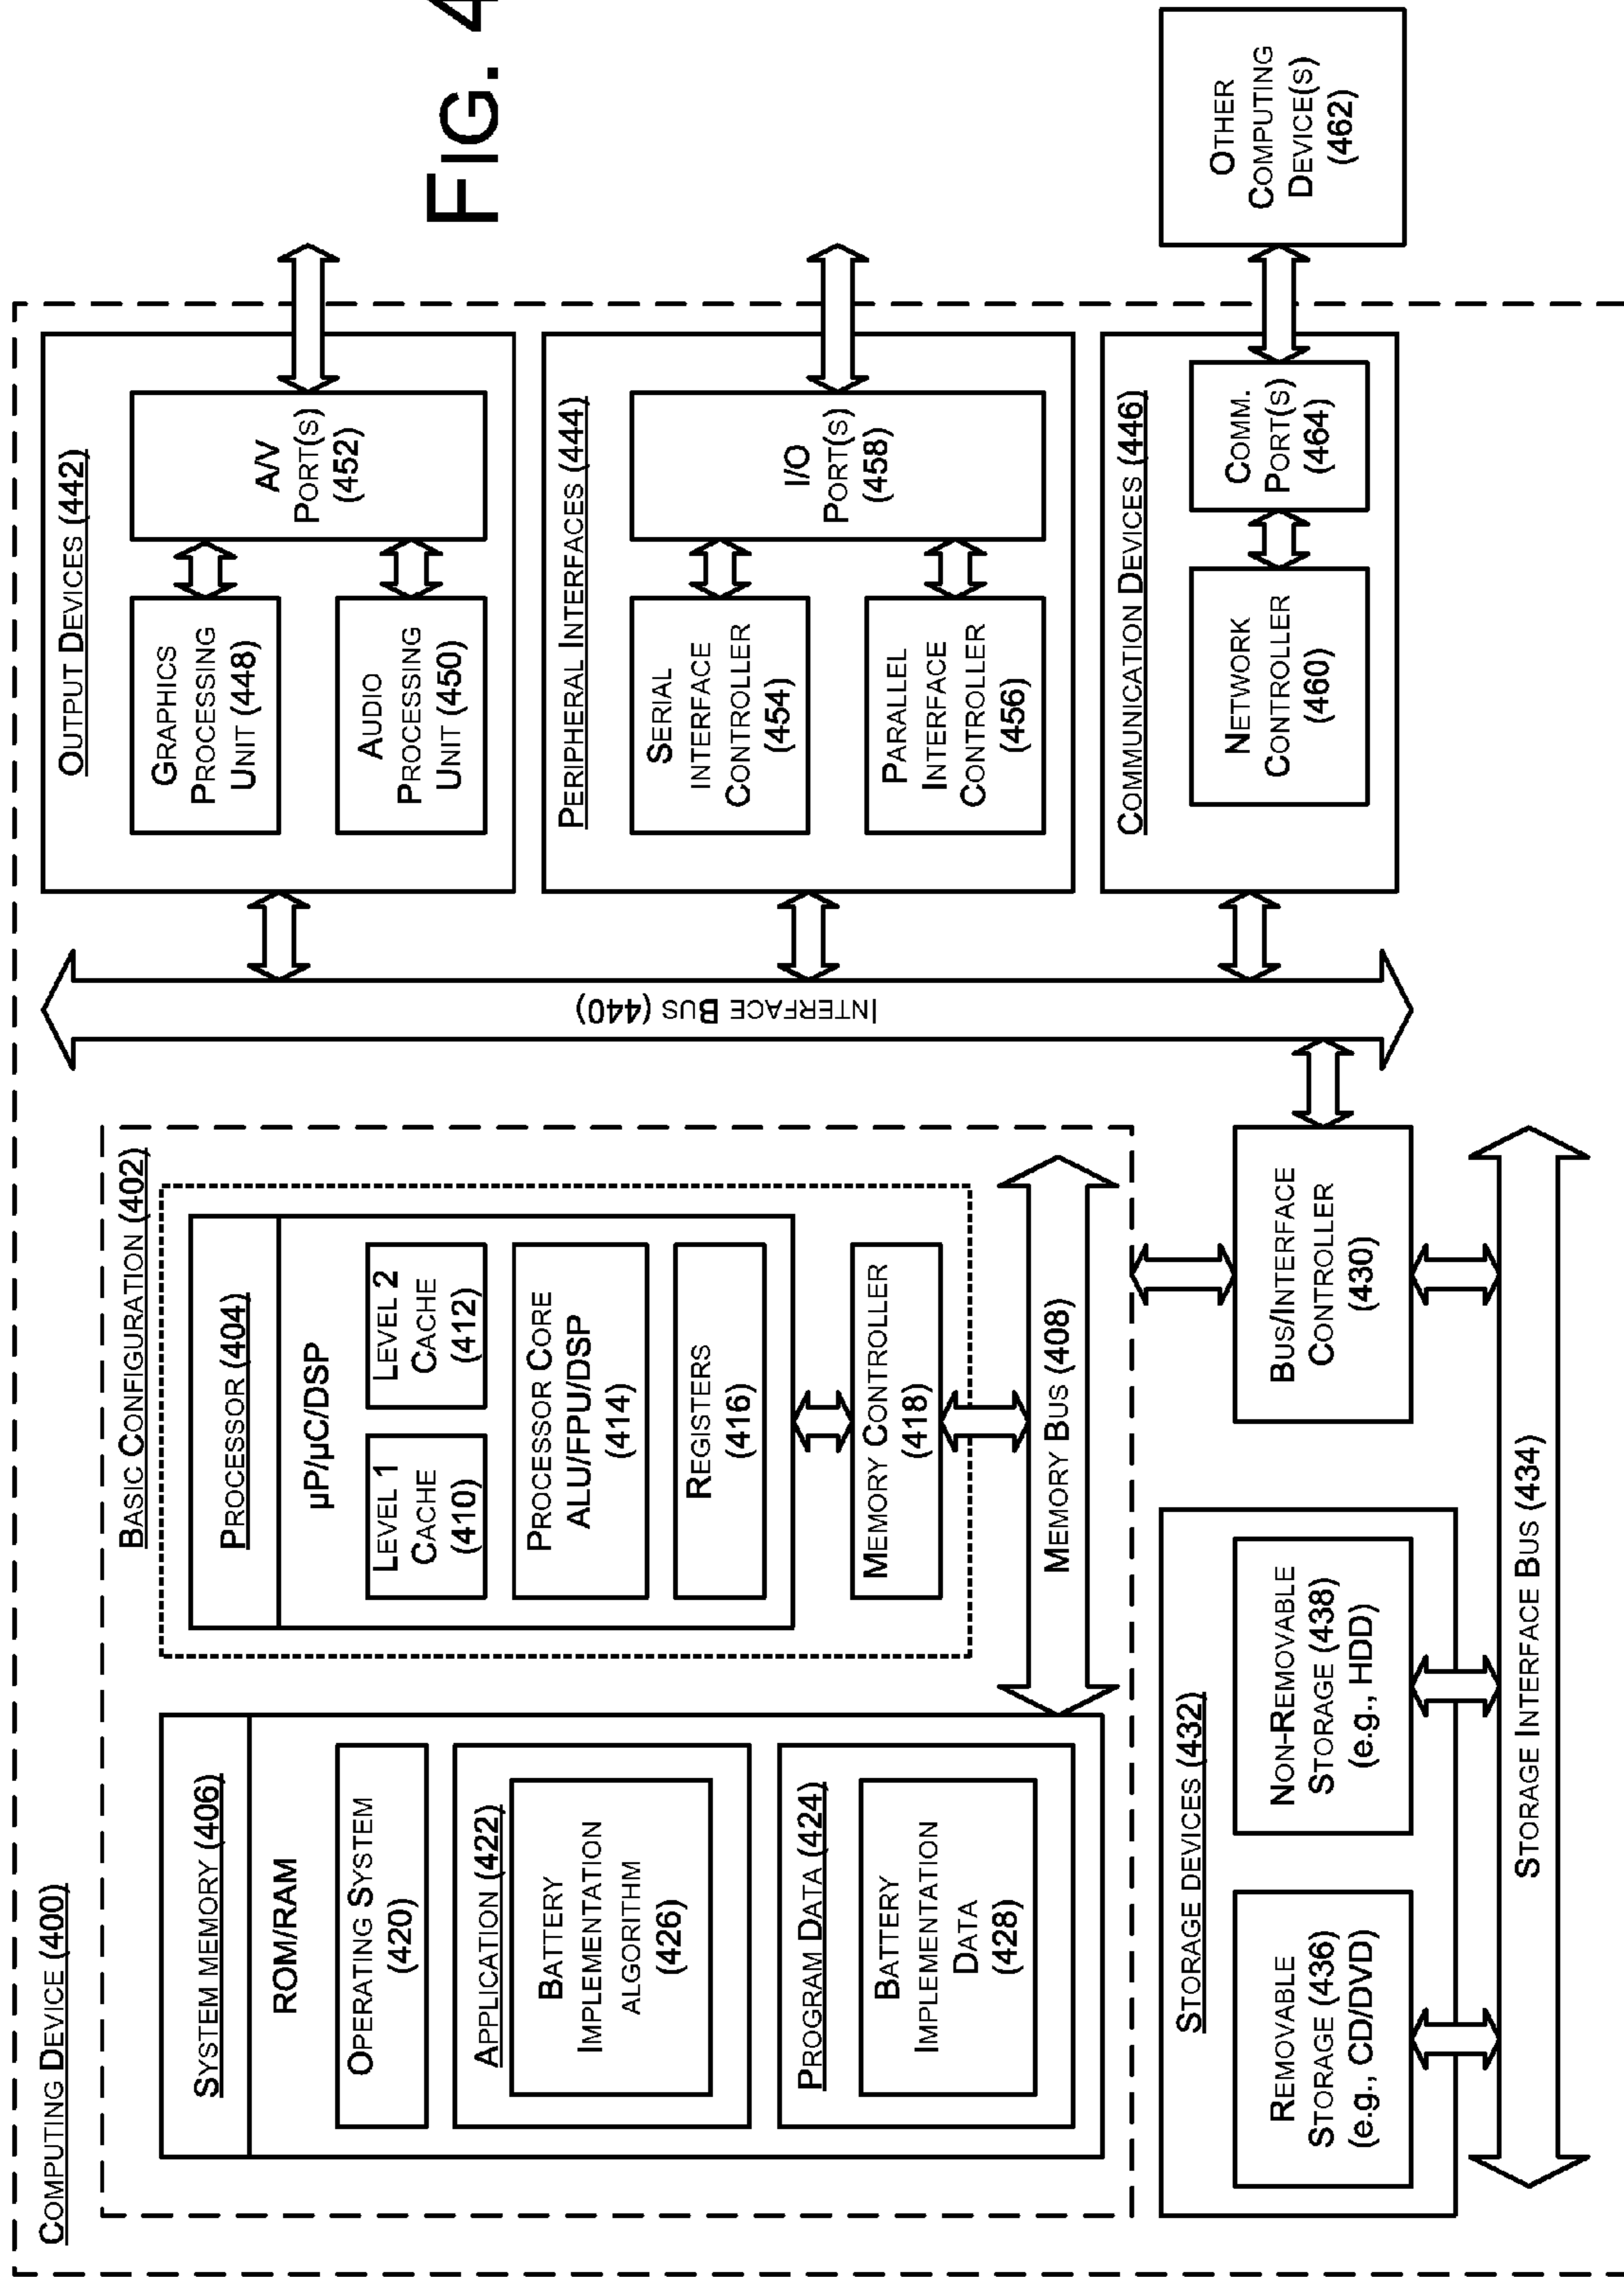 COMPUTING DEVICE (400)
BASIC CONFIGURATION (402)
SYSTEM MEMORY (406)
ROM/RAM
OPERATING SYSTEM
(420)
APPLICATION (422)
BATTERY
IMPLEMENTATION
ALGORITHM
(426)
PROGRAM DATA (424)
BATTERY
IMPLEMENTATION
DATA
(428)
PROCESSOR (404)
µP/µC/DSP
LEVEL 1
CACHE
(410)
LEVEL 2
CACHE
(412)
PROCESSOR CORE
ALU/FPU/DSP
(414)
REGISTERS
(416)
MEMORY CONTROLLER
(418)
MEMORY BUS (408)
STORAGE DEVICES (432)
REMOVABLE
STORAGE (436)
(e.g., CD/DVD)
NON-REMOVABLE
STORAGE (438)
(e.g., HDD)
BUS/INTERFACE
CONTROLLER
(430)
STORAGE INTERFACE BUS (434)
INTERFACE BUS (440)
OUTPUT DEVICES (442)
GRAPHICS
PROCESSING
UNIT (448)
AUDIO
PROCESSING
UNIT (450)
A/V
PORT(S)
(452)
PERIPHERAL INTERFACES (444)
SERIAL
INTERFACE
CONTROLLER
(454)
PARALLEL
INTERFACE
CONTROLLER
(456)
I/O
PORT(S)
(458)
COMMUNICATION DEVICES (446)
NETWORK
CONTROLLER
(460)
COMM.
PORT(S)
(464)
OTHER
COMPUTING
DEVICE(S)
(462)
FIG. 4